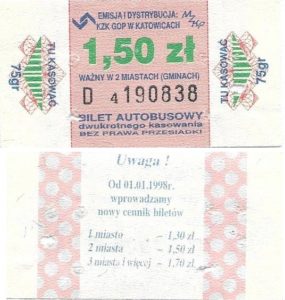 EMISJA I DYSTRYBUCJA:
KZK GOP W KATOWICACH
1,50 zł
WAŻNY W 2 MIASTACH (GMINACH)
D 4190838
BILET AUTOBUSOWY
dwukrotnego kasowania
BEZ PRAWA PRZESIADKI
TU KASOWAĆ
75gr
TU KASOWAĆ
75gr
Uwaga !
Od 01.01.1998r.
wprowadzamy
nowy cennik biletów
1 miasto - 1,30 zł
2 miasta - 1,50 zł
3 miasta i więcej - 1,70 zł